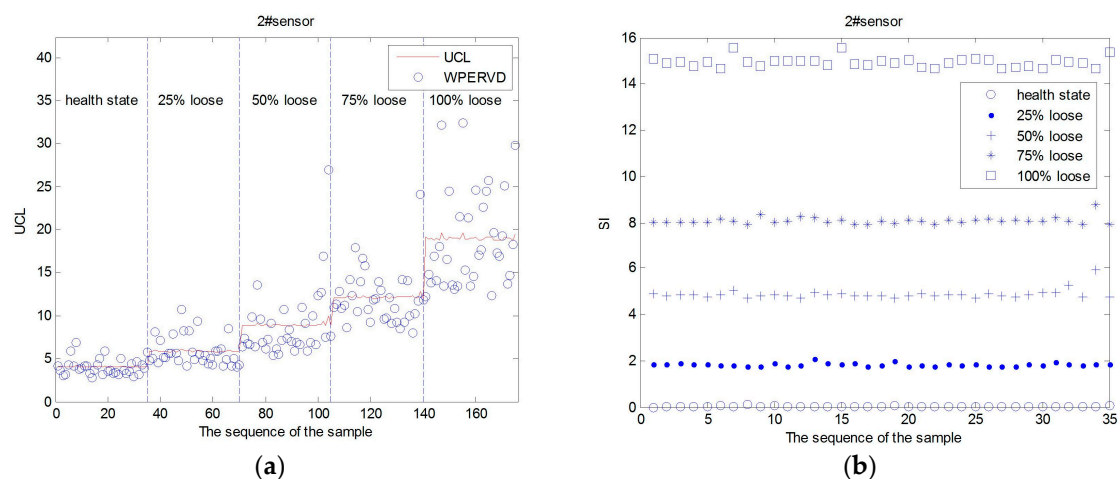 2#sensor
UCL
WPERVD
health state
25% loose
50% loose
75% loose
100% loose
40
35
30
25
20
15
10
5
0
0
20
40
60
80
100
120
140
160
UCL
The sequence of the sample
(a)
2#sensor
16
14
12
10
8
6
4
2
0
0
5
10
15
20
25
30
35
SI
health state
25% loose
50% loose
75% loose
100% loose
The sequence of the sample
(b)